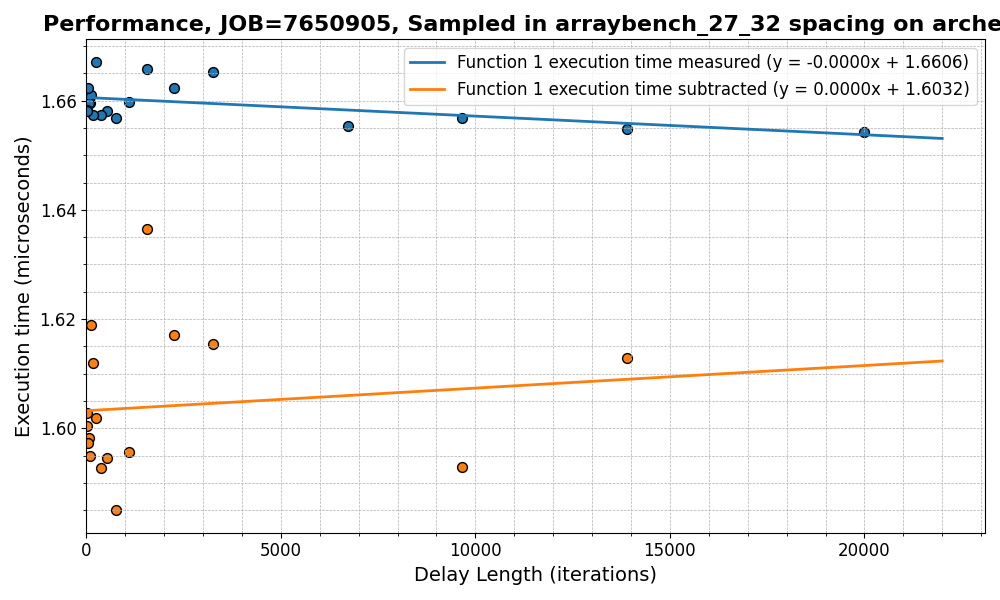 Performance, JOB=7650905, Sampled in arraybench_27_32 spacing on arche
Function 1 execution time measured (y = -0.0000x + 1.6606)
Function 1 execution time subtracted (y = 0.0000x + 1.6032)
Execution time (microseconds)
1.66
1.64
1.62
1.60
0 5000 10000 15000 20000
Delay Length (iterations)